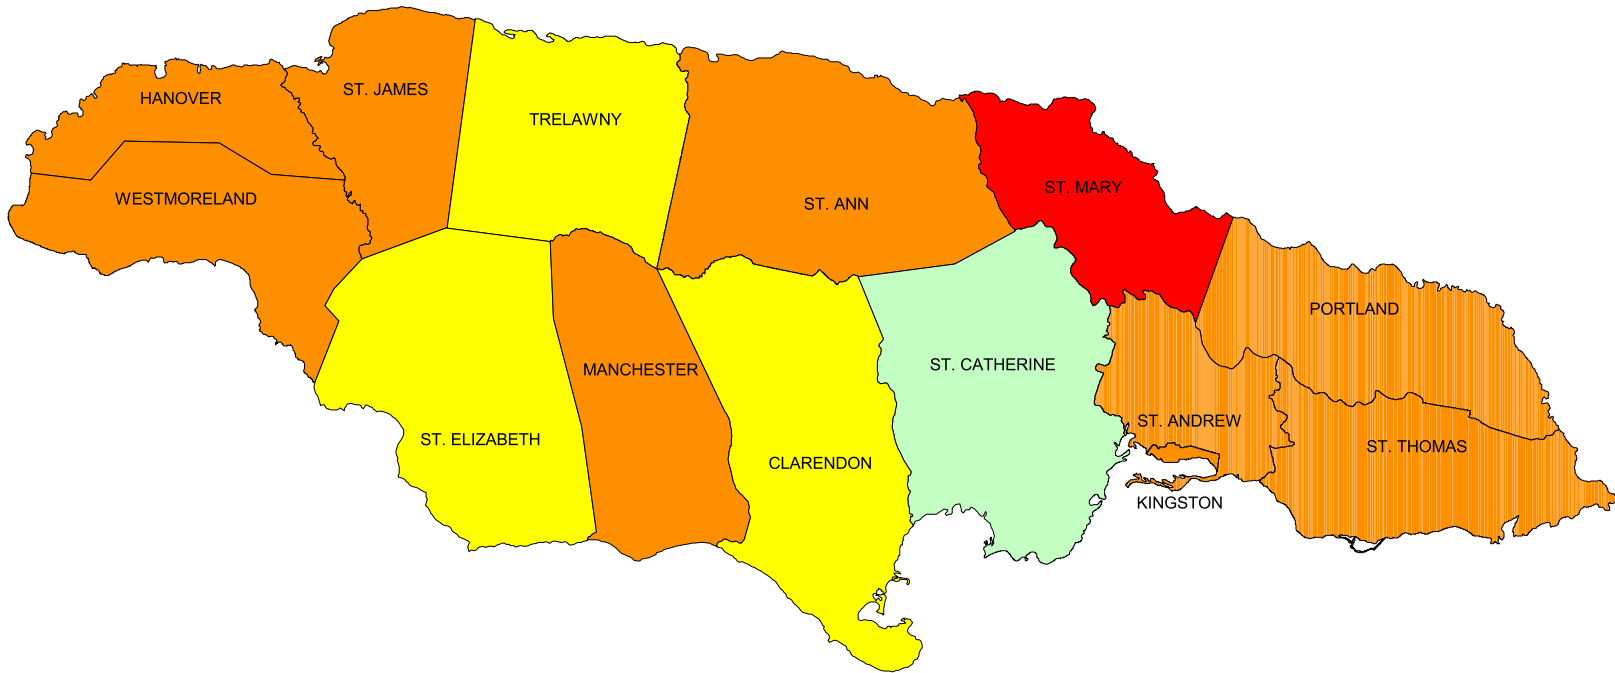 ST. JAMES
HANOVER
TRELAWNY
WESTMORELAND
ST. ANN
ST. MARY
PORTLAND
ST. CATHERINE
MANCHESTER
ST. ANDREW
ST. ELIZABETH
ST. THOMAS
CLARENDON
KINGSTON